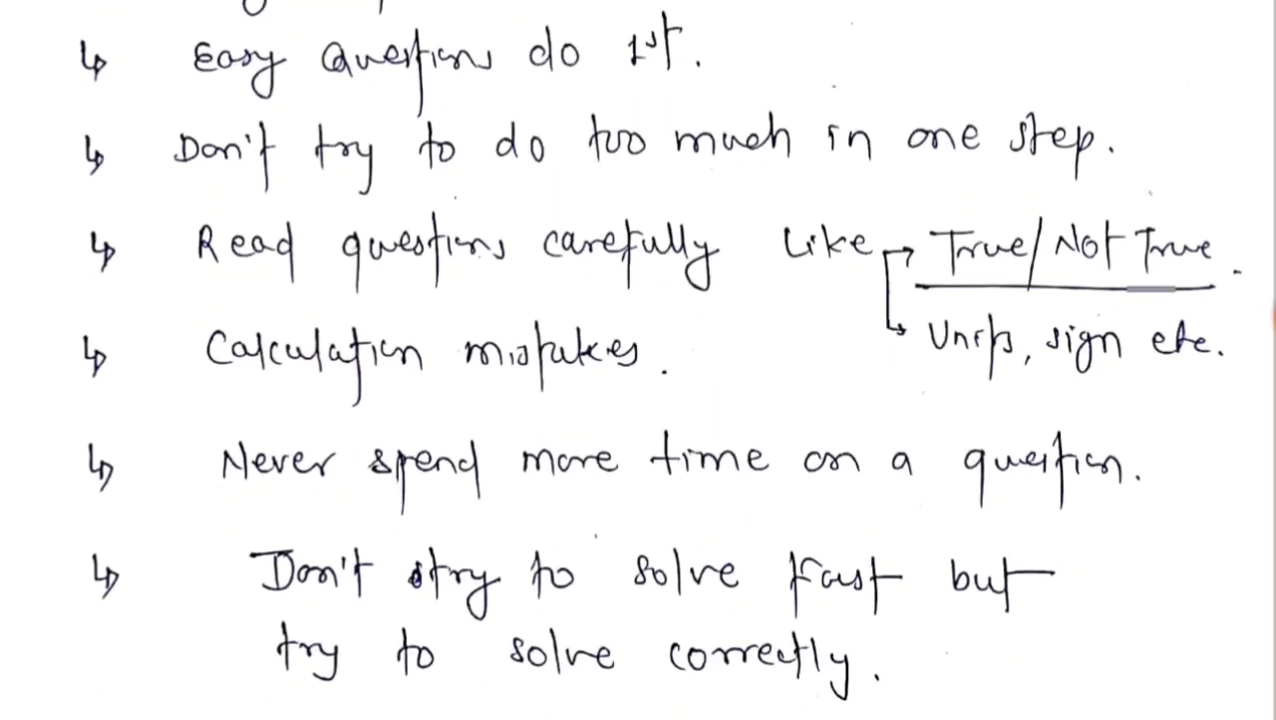 ↳ Easy Questions do 1st.
↳ Don't try to do too much in one step.
↳ Read questions carefully Like → True/Not True.
↳ Units, sign etc.
↳ Calculation mistakes.
↳ Never spend more time on a question.
↳ Don't try to solve fast but
try to solve correctly.